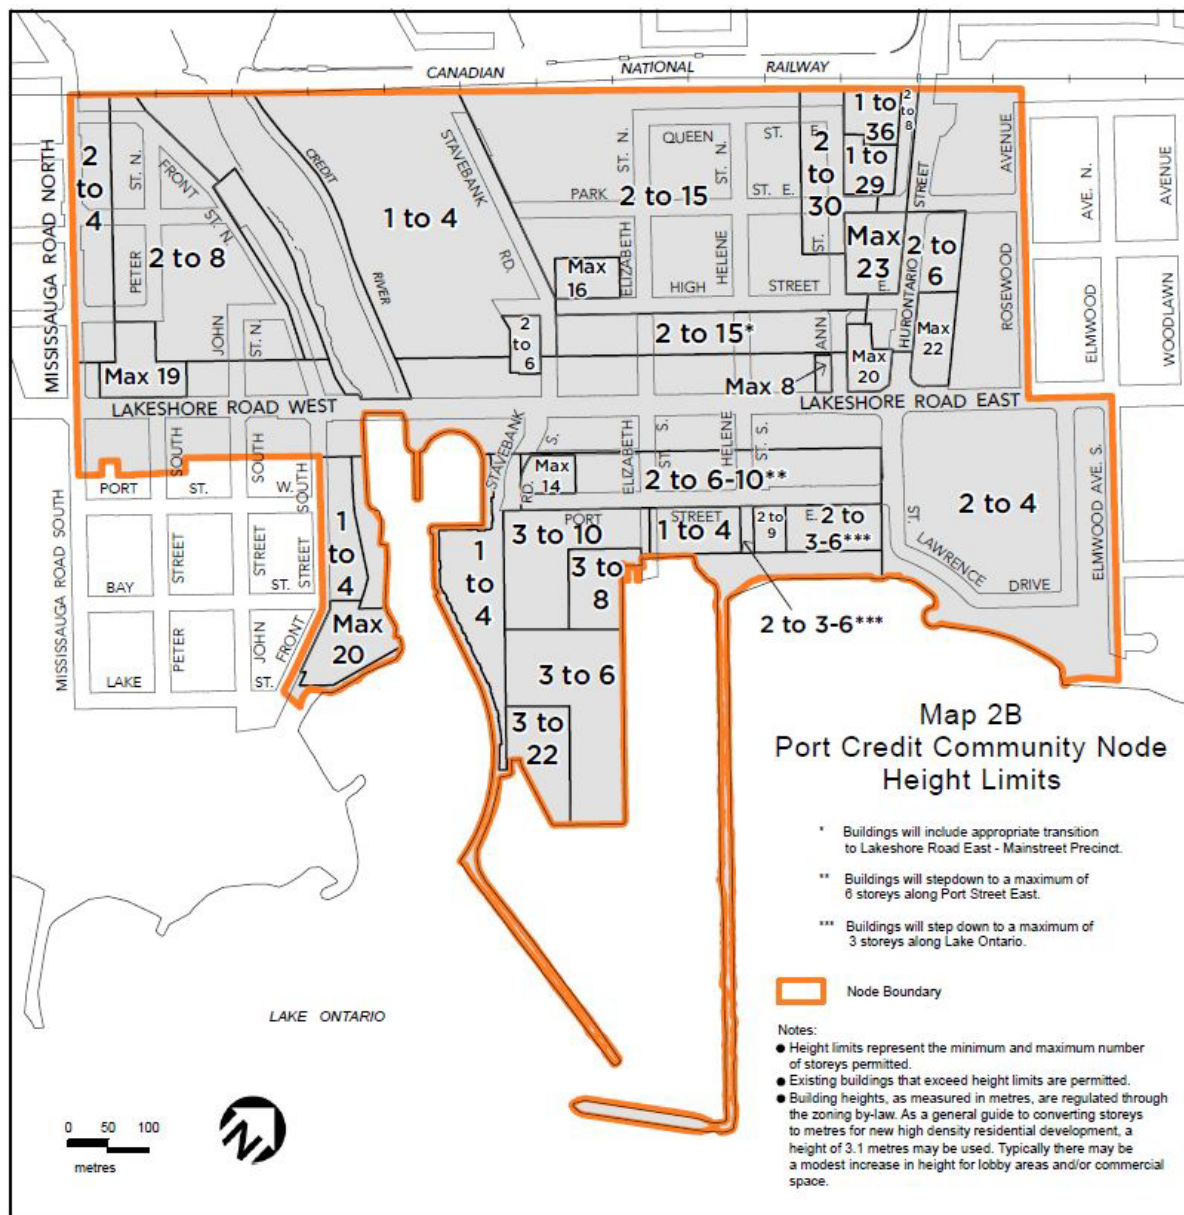 CANADIAN NATIONAL RAILWAY
MISSISSAUGA ROAD NORTH
2
to
4
ST. N.
PETER
FRONT
ST. N.
2 to 8
JOHN
ST. N.
Max 19
CREDIT
RIVER
1 to 4
STAVEBANK
RD.
2
to
6
PARK
ST. E.
2 to 15
QUEEN
ST. E.
ST. N.
ELIZABETH
ST. N.
HELENE
Max
16
HIGH
STREET
E.
2 to 15*
2
to
30
ST.
ANN
1 to
36
2
to
8
1 to
29
Max
23
STREET
HURONTARIO
2 to
6
Max
22
Max
20
Max 8
AVENUE
ROSEWOOD
AVE. N.
ELMWOOD
AVENUE
WOODLAWN
LAKESHORE ROAD WEST
LAKESHORE ROAD EAST
MISSISSAUGA ROAD SOUTH
PORT
ST.
W.
SOUTH
SOUTH
SOUTH
BAY
ST.
STREET
STREET
STREET
LAKE
ST.
PETER
JOHN
FRONT
1
to
4
Max
20
STAVEBANK
RD.
S.
Max
14
ELIZABETH
ST. S.
HELENE
ST. S.
2 to 6-10**
PORT
STREET
E.
3 to 10
1 to 4
2 to
9
2 to
3-6***
1
to
4
3 to
8
2 to 3-6***
3 to 6
3 to
22
2 to 4
ST.
LAWRENCE
DRIVE
ELMWOOD AVE. S.
Map 2B
Port Credit Community Node
Height Limits
* Buildings will include appropriate transition
to Lakeshore Road East - Mainstreet Precinct.
** Buildings will stepdown to a maximum of
6 storeys along Port Street East.
*** Buildings will step down to a maximum of
3 storeys along Lake Ontario.
Node Boundary
LAKE ONTARIO
Notes:
● Height limits represent the minimum and maximum number
of storeys permitted.
● Existing buildings that exceed height limits are permitted.
● Building heights, as measured in metres, are regulated through
the zoning by-law. As a general guide to converting storeys
to metres for new high density residential development, a
height of 3.1 metres may be used. Typically there may be
a modest increase in height for lobby areas and/or commercial
space.
0 50 100
metres
N